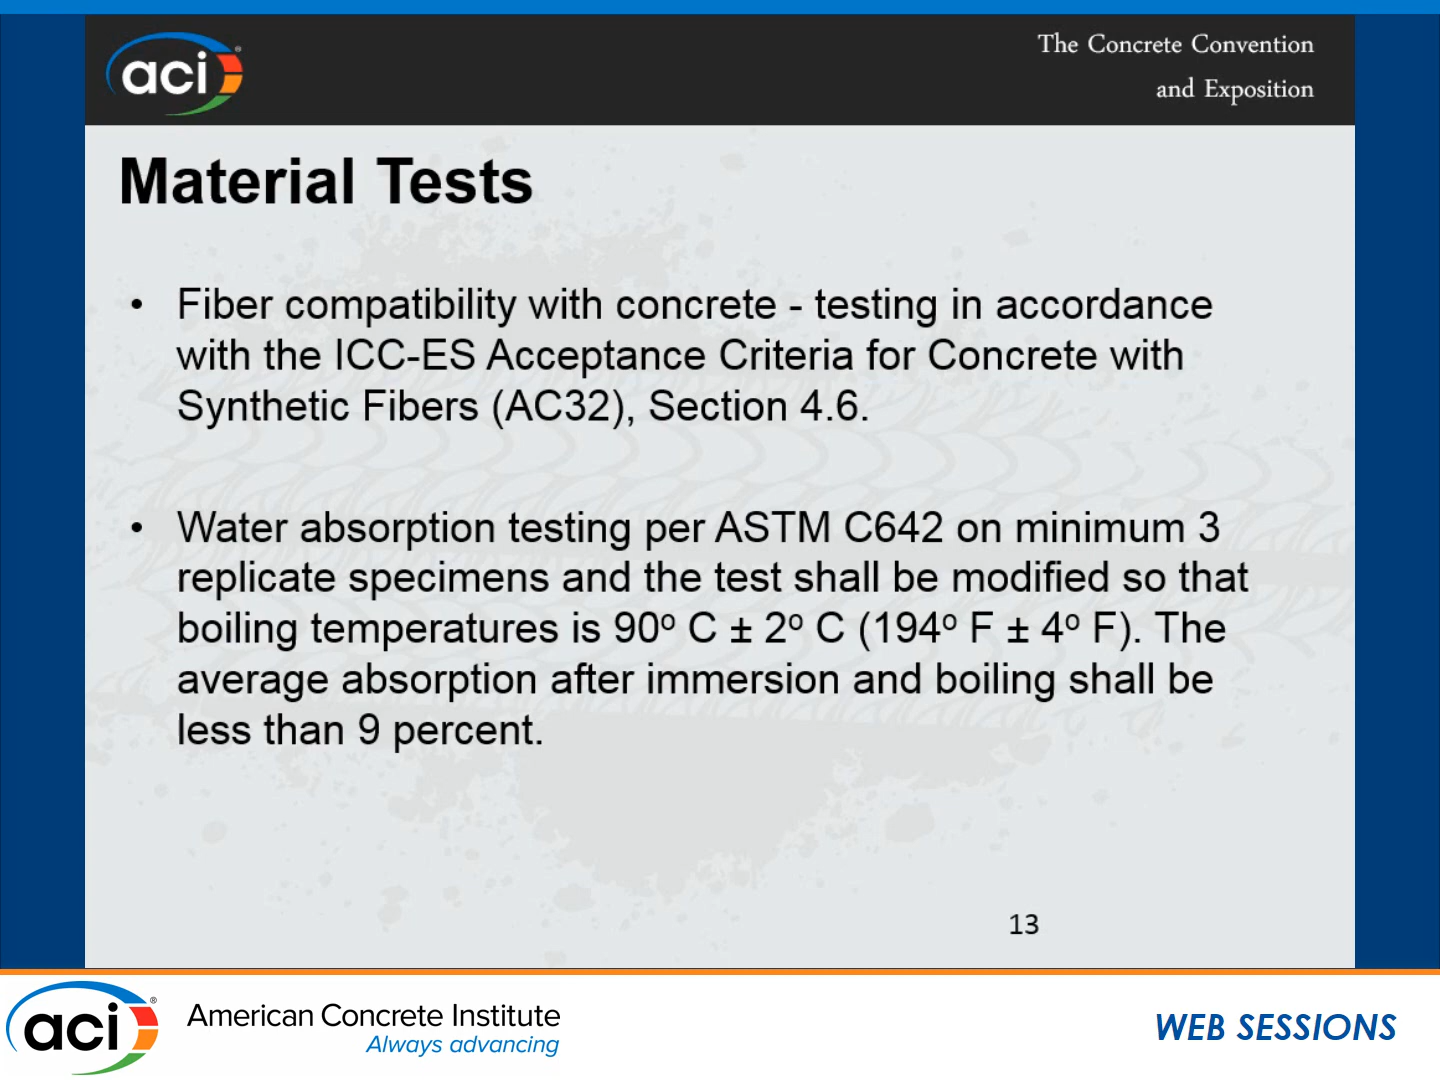 aci®
The Concrete Convention
and Exposition
Material Tests
• Fiber compatibility with concrete - testing in accordance
with the ICC-ES Acceptance Criteria for Concrete with
Synthetic Fibers (AC32), Section 4.6.
• Water absorption testing per ASTM C642 on minimum 3
replicate specimens and the test shall be modified so that
boiling temperatures is 90º C ± 2º C (194º F ± 4º F). The
average absorption after immersion and boiling shall be
less than 9 percent.
13
aci®
American Concrete Institute
Always advancing
WEB SESSIONS